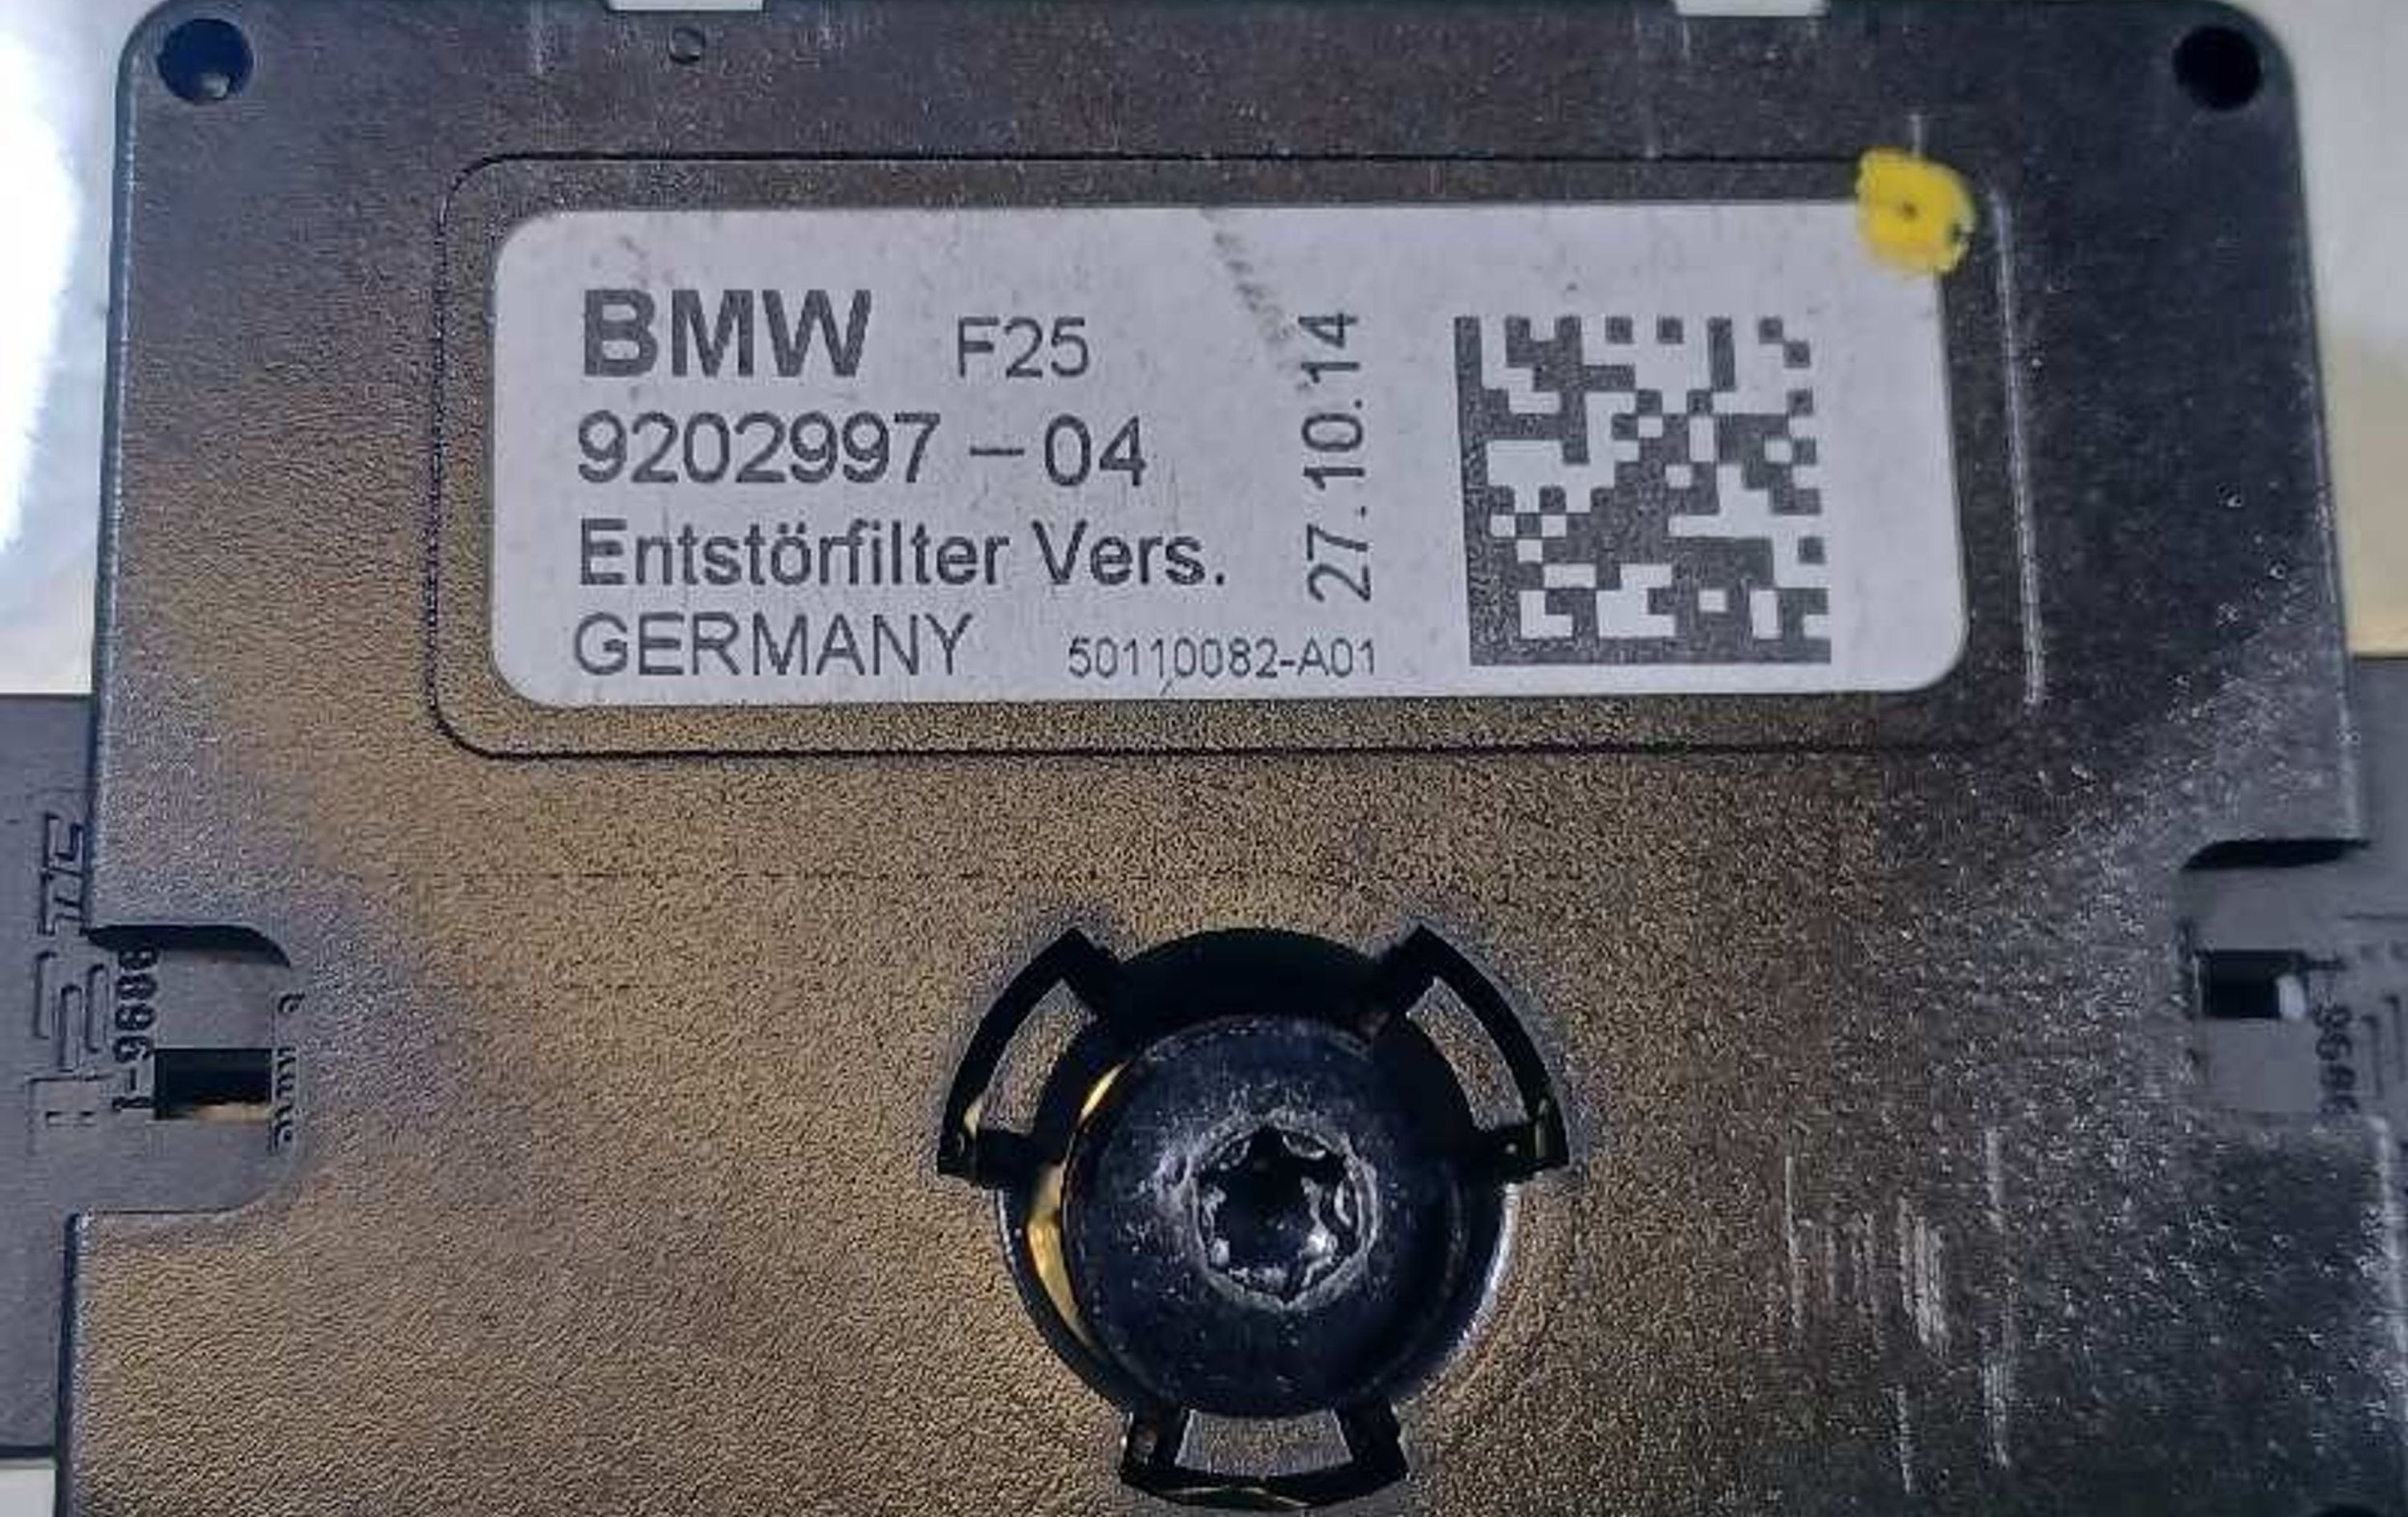 BMW F25
9202997 – 04
Entstörfilter Vers.
GERMANY 50110082-A01
27.10.14